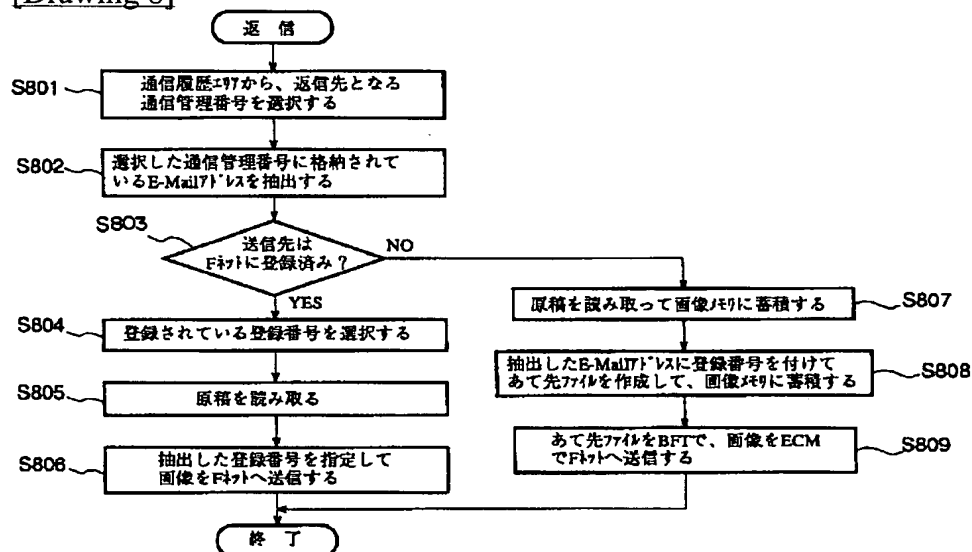 [Drawing 8]
返 信
S801
通信履歴ｴﾘｱから、返信先となる
通信管理番号を選択する
S802
選択した通信管理番号に格納されて
いるE-Mailｱﾄﾞﾚｽを抽出する
S803
送信先は
Fﾈｯﾄに登録済み？
NO
YES
S804
登録されている登録番号を選択する
S805
原稿を読み取る
S806
抽出した登録番号を指定して
画像をFﾈｯﾄへ送信する
S807
原稿を読み取って画像ﾒﾓﾘに蓄積する
S808
抽出したE-Mailｱﾄﾞﾚｽに登録番号を付けて
あて先ﾌｧｲﾙを作成して、画像ﾒﾓﾘに蓄積する
S809
あて先ﾌｧｲﾙをBFTで、画像をECM
でFﾈｯﾄへ送信する
終 了